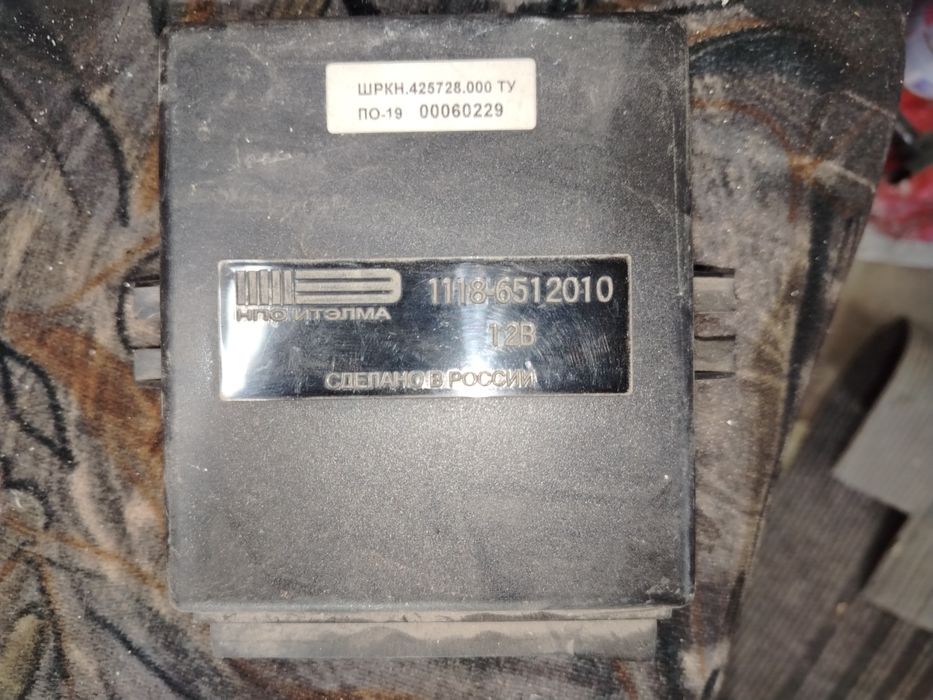 ШРКН.425728.000 ТУ
ПО-19 00060229
НПФ ИТЭЛМА
1118-6512010
12В
СДЕЛАНО В РОССИИ